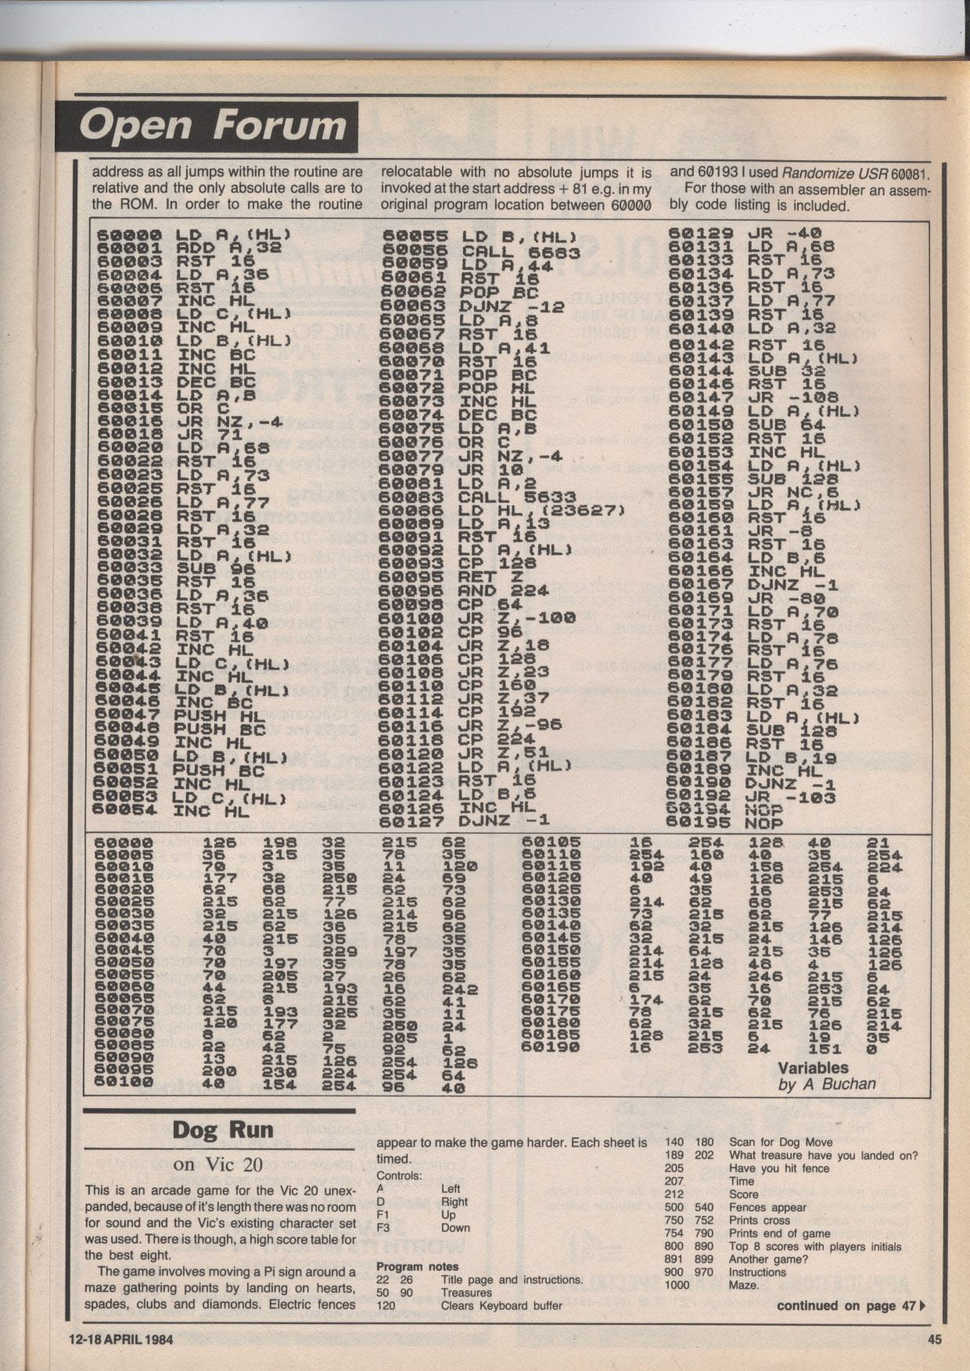 Open Forum
address as all jumps within the routine are
relative and the only absolute calls are to
the ROM. In order to make the routine
relocatable with no absolute jumps it is
invoked at the start address + 81 e.g. in my
original program location between 60000
and 60193 I used Randomize USR 60081.
For those with an assembler an assem-
bly code listing is included.
60000 LD A,(HL)
60001 ADD A,32
60003 RST 16
60004 LD A,36
60006 RST 16
60007 INC HL
60008 LD C,(HL)
60009 INC HL
60010 LD B,(HL)
60011 INC BC
60012 INC HL
60013 DEC BC
60014 LD A,B
60015 OR C
60016 JR NZ,-4
60018 JR 71
60020 LD A,68
60022 RST 16
60023 LD A,73
60025 RST 16
60026 LD A,77
60028 RST 16
60029 LD A,32
60031 RST 16
60032 LD A,(HL)
60033 SUB 96
60035 RST 16
60036 LD A,36
60038 RST 16
60039 LD A,40
60041 RST 16
60042 INC HL
60043 LD C,(HL)
60044 INC HL
60045 LD B,(HL)
60046 INC BC
60047 PUSH HL
60048 PUSH BC
60049 INC HL
60050 LD B,(HL)
60051 PUSH BC
60052 INC HL
60053 LD C,(HL)
60054 INC HL
60055 LD B,(HL)
60056 CALL 6683
60059 LD A,44
60061 RST 16
60062 POP BC
60063 DJNZ -12
60065 LD A,8
60067 RST 16
60068 LD A,41
60070 RST 16
60071 POP BC
60072 POP HL
60073 INC HL
60074 DEC BC
60075 LD A,B
60076 OR C
60077 JR NZ,-4
60079 JR 10
60081 LD A,2
60083 CALL 5633
60086 LD HL,(23627)
60089 LD A,13
60091 RST 16
60092 LD A,(HL)
60093 CP 128
60095 RET Z
60096 AND 224
60098 CP 64
60100 JR Z,-100
60102 CP 96
60104 JR Z,18
60106 CP 128
60108 JR Z,23
60110 CP 160
60112 JR Z,37
60114 CP 192
60116 JR Z,-96
60118 CP 224
60120 JR Z,51
60122 LD A,(HL)
60123 RST 16
60124 LD B,6
60126 INC HL
60127 DJNZ -1
60129 JR -40
60131 LD A,68
60133 RST 16
60134 LD A,73
60136 RST 16
60137 LD A,77
60139 RST 16
60140 LD A,32
60142 RST 16
60143 LD A,(HL)
60144 SUB 32
60146 RST 16
60147 JR -108
60149 LD A,(HL)
60150 SUB 64
60152 RST 16
60153 INC HL
60154 LD A,(HL)
60155 SUB 128
60157 JR NC,6
60159 LD A,(HL)
60160 RST 16
60161 JR -8
60163 RST 16
60164 LD B,6
60166 INC HL
60167 DJNZ -1
60169 JR -80
60171 LD A,70
60173 RST 16
60174 LD A,78
60176 RST 16
60177 LD A,76
60179 RST 16
60180 LD A,32
60182 RST 16
60183 LD A,(HL)
60184 SUB 128
60186 RST 16
60187 LD B,19
60189 INC HL
60190 DJNZ -1
60192 JR -103
60194 NOP
60195 NOP
60000 126 198 32 215 62
60005 36 215 35 78 35
60010 70 3 35 11 120
60015 177 32 250 24 69
60020 62 68 215 62 73
60025 215 62 77 215 62
60030 32 215 126 214 96
60035 215 62 36 215 62
60040 40 215 35 78 35
60045 70 3 229 197 35
60050 70 197 35 78 35
60055 70 205 27 26 62
60060 44 215 193 16 242
60065 62 8 215 62 41
60070 215 193 225 35 11
60075 120 177 32 250 24
60080 8 62 2 205 1
60085 22 42 75 92 62
60090 13 215 126 254 128
60095 200 230 224 254 64
60100 40 154 254 96 40
60105 16 254 128 40 21
60110 254 160 40 35 254
60115 192 40 158 254 224
60120 40 49 126 215 6
60125 6 35 16 253 24
60130 214 62 68 215 62
60135 73 215 62 77 215
60140 62 32 215 126 214
60145 32 215 24 146 126
60150 214 64 215 35 126
60155 214 128 48 4 126
60160 215 24 246 215 6
60165 6 35 16 253 24
60170 174 62 70 215 62
60175 78 215 62 76 215
60180 62 32 215 126 214
60185 128 215 6 19 35
60190 16 253 24 151 0
Variables
by A Buchan
Dog Run
on Vic 20
This is an arcade game for the Vic 20 unex-
panded, because of it's length there was no room
for sound and the Vic's existing character set
was used. There is though, a high score table for
the best eight.
The game involves moving a Pi sign around a
maze gathering points by landing on hearts,
spades, clubs and diamonds. Electric fences
appear to make the game harder. Each sheet is
timed.
Controls:
A Left
D Right
F1 Up
F3 Down
Program notes
22 26 Title page and instructions.
50 90 Treasures
120 Clears Keyboard buffer
140 180 Scan for Dog Move
189 202 What treasure have you landed on?
205 Have you hit fence
207 Time
212 Score
500 540 Fences appear
750 752 Prints cross
754 790 Prints end of game
800 890 Top 8 scores with players initials
891 899 Another game?
900 970 Instructions
1000 Maze.
continued on page 47
12-18 APRIL 1984
45